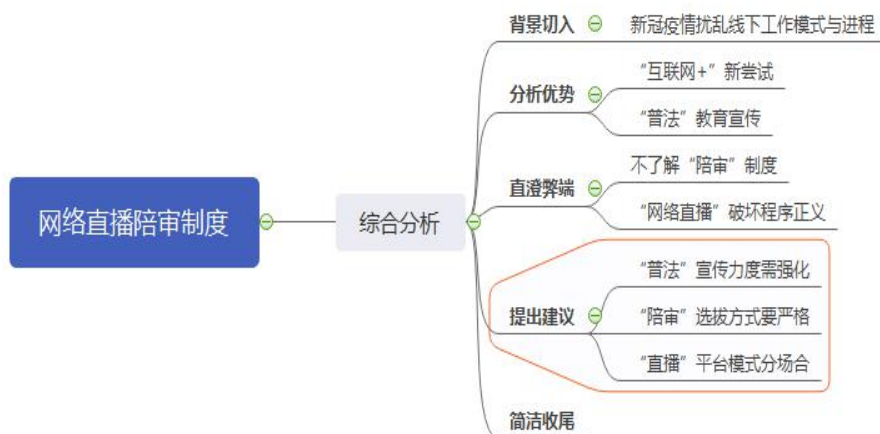 网络直播陪审制度
综合分析
背景切入
新冠疫情扰乱线下工作模式与进程
分析优势
“互联网+”新尝试
“普法”教育宣传
直澄弊端
不了解“陪审”制度
“网络直播”破坏程序正义
提出建议
“普法”宣传力度需强化
“陪审”选拔方式要严格
“直播”平台模式分场合
简洁收尾